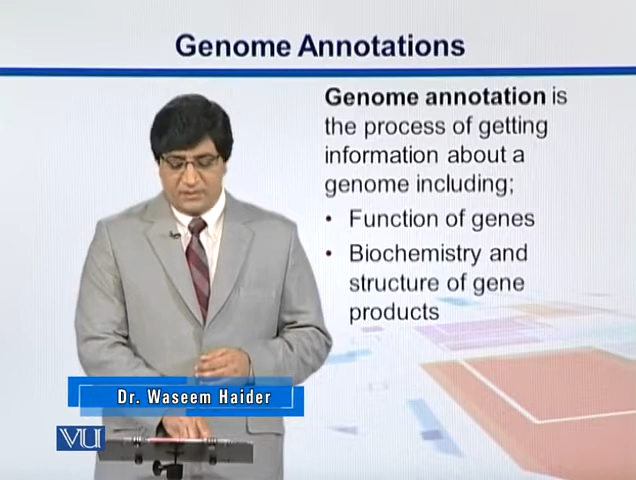 Genome Annotations
Genome annotation is
the process of getting
information about a
genome including;
• Function of genes
• Biochemistry and
structure of gene
products
Dr. Waseem Haider
VU